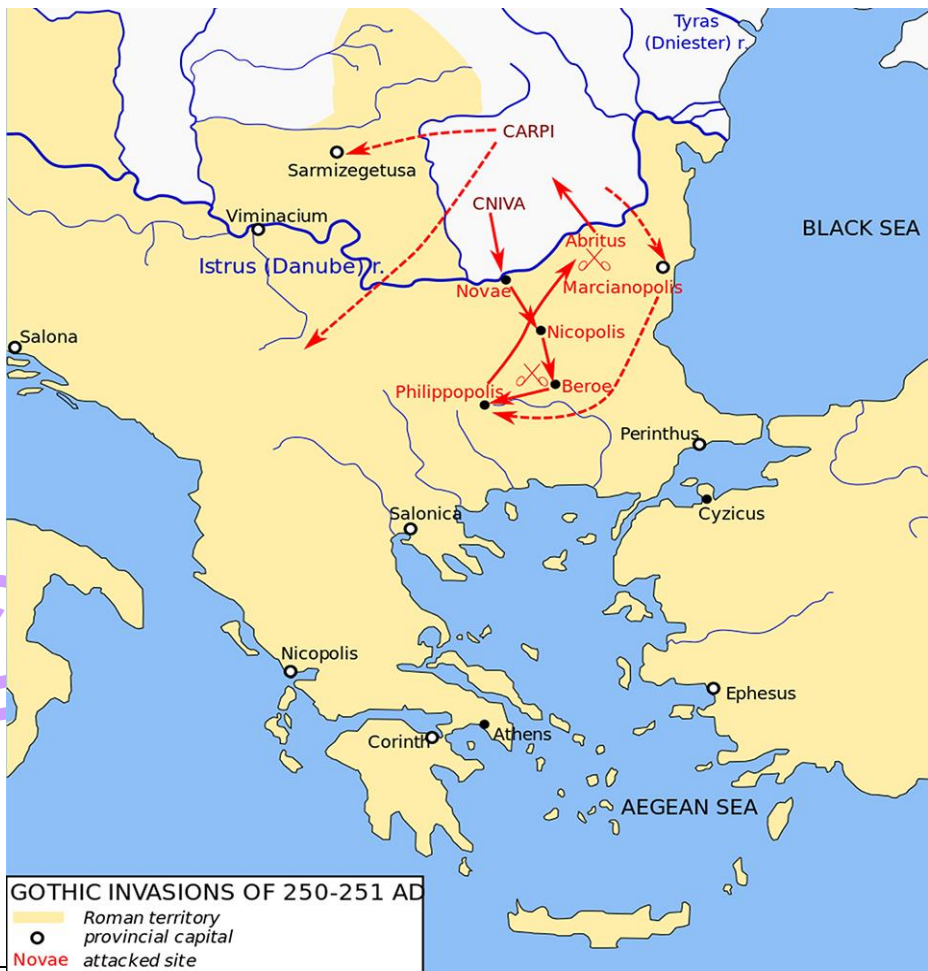 Tyras
(Dniester) r.
CARPI
Sarmizegetusa
CNIVA
Viminacium
BLACK SEA
Abritus
Istrus (Danube) r.
Novae
Marcianopolis
Nicopolis
Salona
Philippopolis
Beroe
Perinthus
Cyzicus
Salonica
Nicopolis
Ephesus
Corinth
Athens
AEGEAN SEA
GOTHIC INVASIONS OF 250-251 AD
Roman territory
provincial capital
Novae attacked site